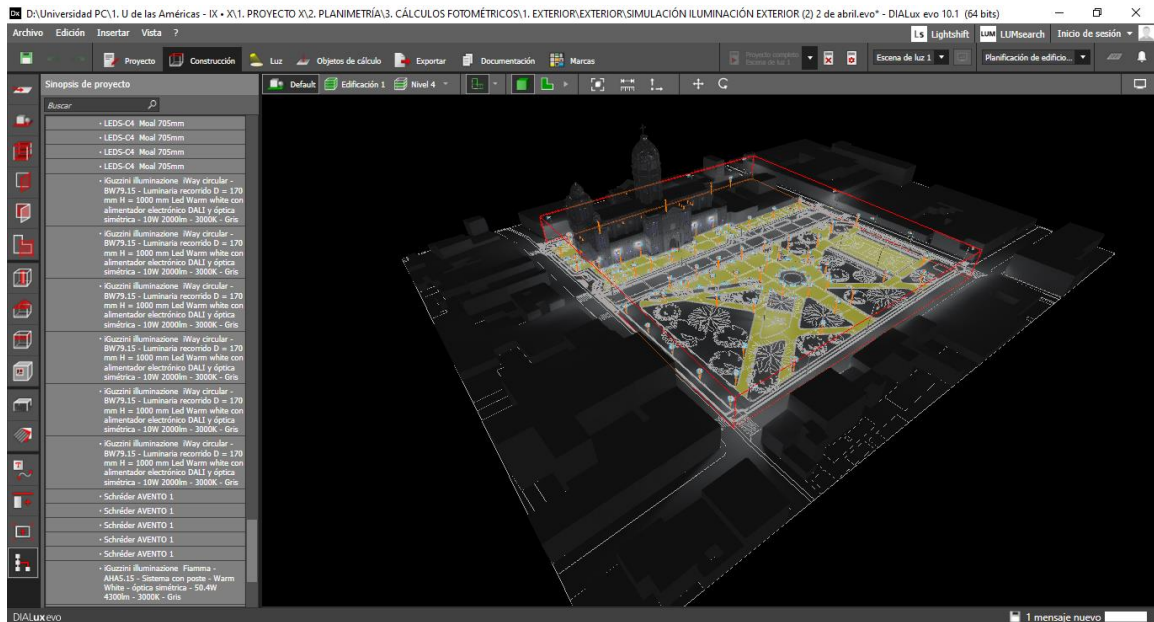 Dx D:\Universidad PC\1. U de las Américas - IX • X\1. PROYECTO X\2. PLANIMETRÍA\3. CÁLCULOS FOTOMÉTRICOS\1. EXTERIOR\EXTERIOR\SIMULACIÓN ILUMINACIÓN EXTERIOR (2) 2 de abril.evo* - DIALux evo 10.1 (64 bits)
Archivo Edición Insertar Vista ? Ls Lightshift LUM LUMsearch Inicio de sesión
Proyecto Construcción Luz Objetos de cálculo Exportar Documentación Marcas Proyecto completo Escena de luz 1 Escena de luz 1 Planificación de edificio...
Sinopsis de proyecto Default Edificación 1 Nivel 4
Buscar
• LEDS-C4 Moal 705mm
• LEDS-C4 Moal 705mm
• LEDS-C4 Moal 705mm
• LEDS-C4 Moal 705mm
• iGuzzini illuminazione iWay circular -
BW79.15 - Luminaria recorrido D = 170
mm H = 1000 mm Led Warm white con
alimentador electrónico DALI y óptica
simétrica - 10W 2000lm - 3000K - Gris
• iGuzzini illuminazione iWay circular -
BW79.15 - Luminaria recorrido D = 170
mm H = 1000 mm Led Warm white con
alimentador electrónico DALI y óptica
simétrica - 10W 2000lm - 3000K - Gris
• iGuzzini illuminazione iWay circular -
BW79.15 - Luminaria recorrido D = 170
mm H = 1000 mm Led Warm white con
alimentador electrónico DALI y óptica
simétrica - 10W 2000lm - 3000K - Gris
• iGuzzini illuminazione iWay circular -
BW79.15 - Luminaria recorrido D = 170
mm H = 1000 mm Led Warm white con
alimentador electrónico DALI y óptica
simétrica - 10W 2000lm - 3000K - Gris
• iGuzzini illuminazione iWay circular -
BW79.15 - Luminaria recorrido D = 170
mm H = 1000 mm Led Warm white con
alimentador electrónico DALI y óptica
simétrica - 10W 2000lm - 3000K - Gris
• iGuzzini illuminazione iWay circular -
BW79.15 - Luminaria recorrido D = 170
mm H = 1000 mm Led Warm white con
alimentador electrónico DALI y óptica
simétrica - 10W 2000lm - 3000K - Gris
• Schréder AVENTO 1
• Schréder AVENTO 1
• Schréder AVENTO 1
• Schréder AVENTO 1
• Schréder AVENTO 1
• iGuzzini illuminazione Fiamma -
AHA5.15 - Sistema con poste - Warm
White - óptica simétrica - 50.4W
4300lm - 3000K - Gris
DIALux evo 1 mensaje nuevo